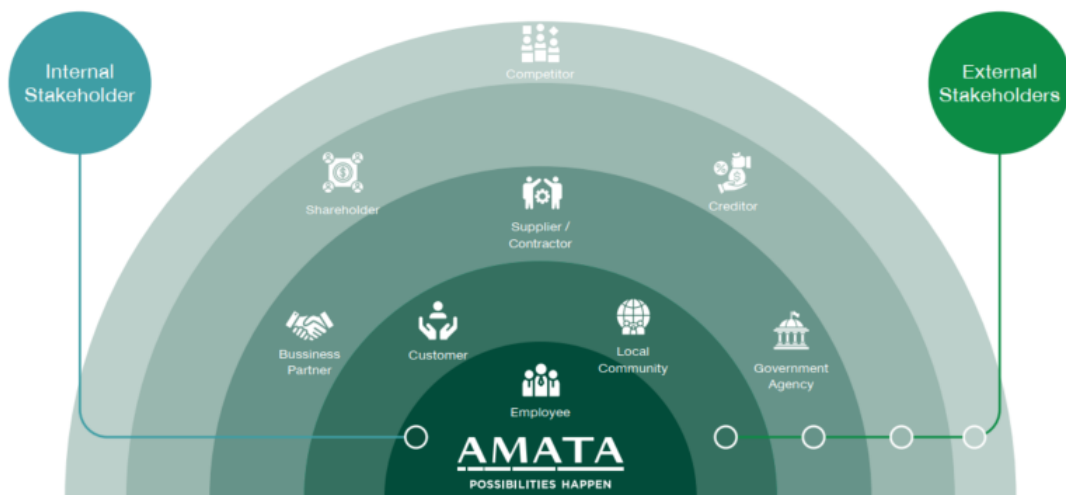 Internal
Stakeholder
External
Stakeholders
Competitor
Shareholder
Creditor
Supplier /
Contractor
Bussiness
Partner
Customer
Local
Community
Government
Agency
Employee
AMATA
POSSIBILITIES HAPPEN